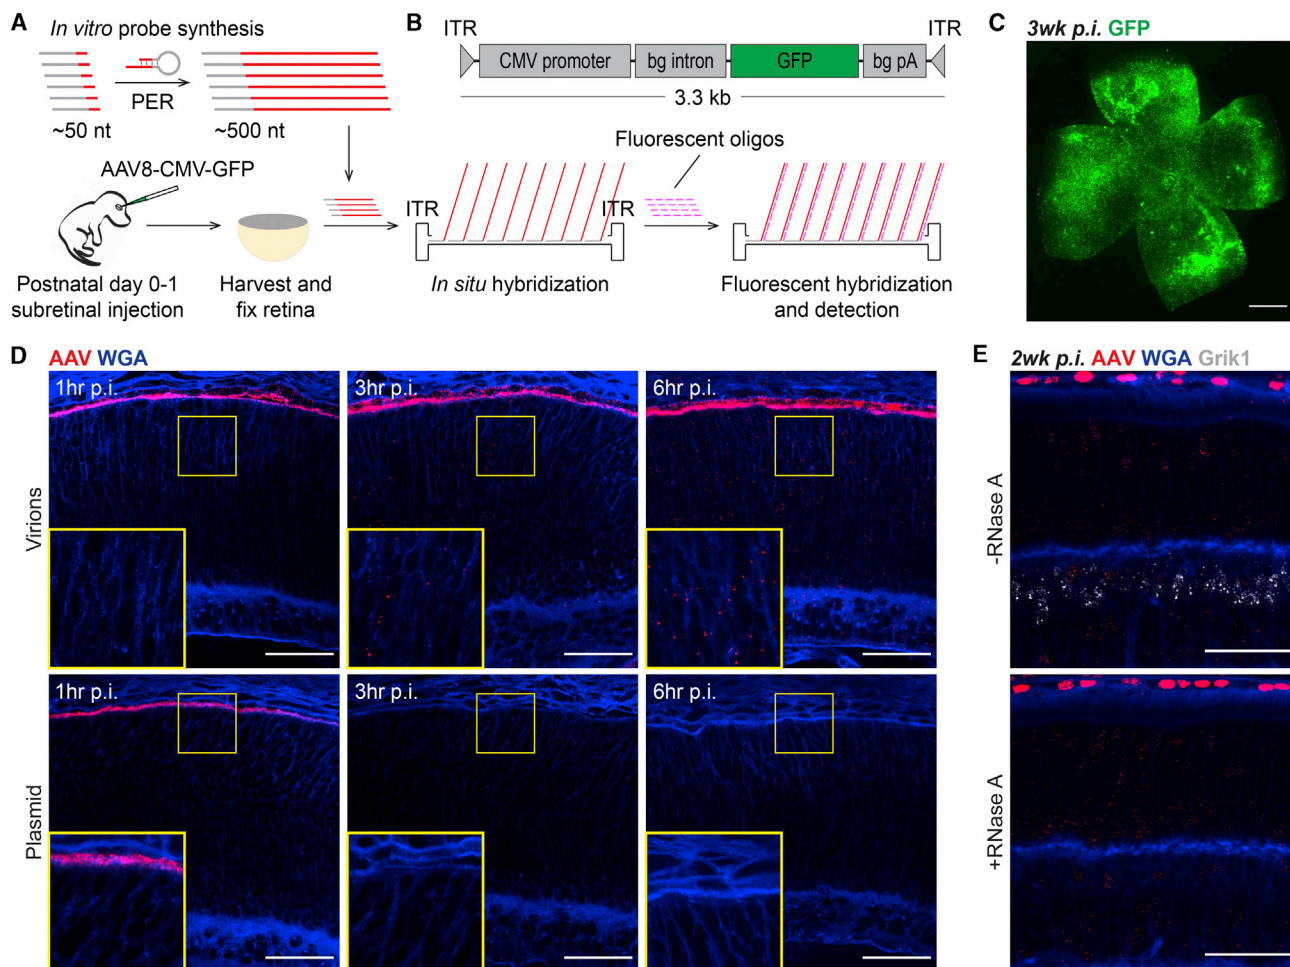 A
In vitro probe synthesis
PER
~50 nt
~500 nt
AAV8-CMV-GFP
Postnatal day 0-1
subretinal injection
Harvest and
fix retina
B
ITR
ITR
CMV promoter
bg intron
GFP
bg pA
3.3 kb
Fluorescent oligos
ITR
ITR
In situ hybridization
Fluorescent hybridization
and detection
C
3wk p.i. GFP
D
AAV WGA
Virions
1hr p.i.
3hr p.i.
6hr p.i.
Plasmid
1hr p.i.
3hr p.i.
6hr p.i.
E
2wk p.i. AAV WGA Grik1
-RNase A
+RNase A